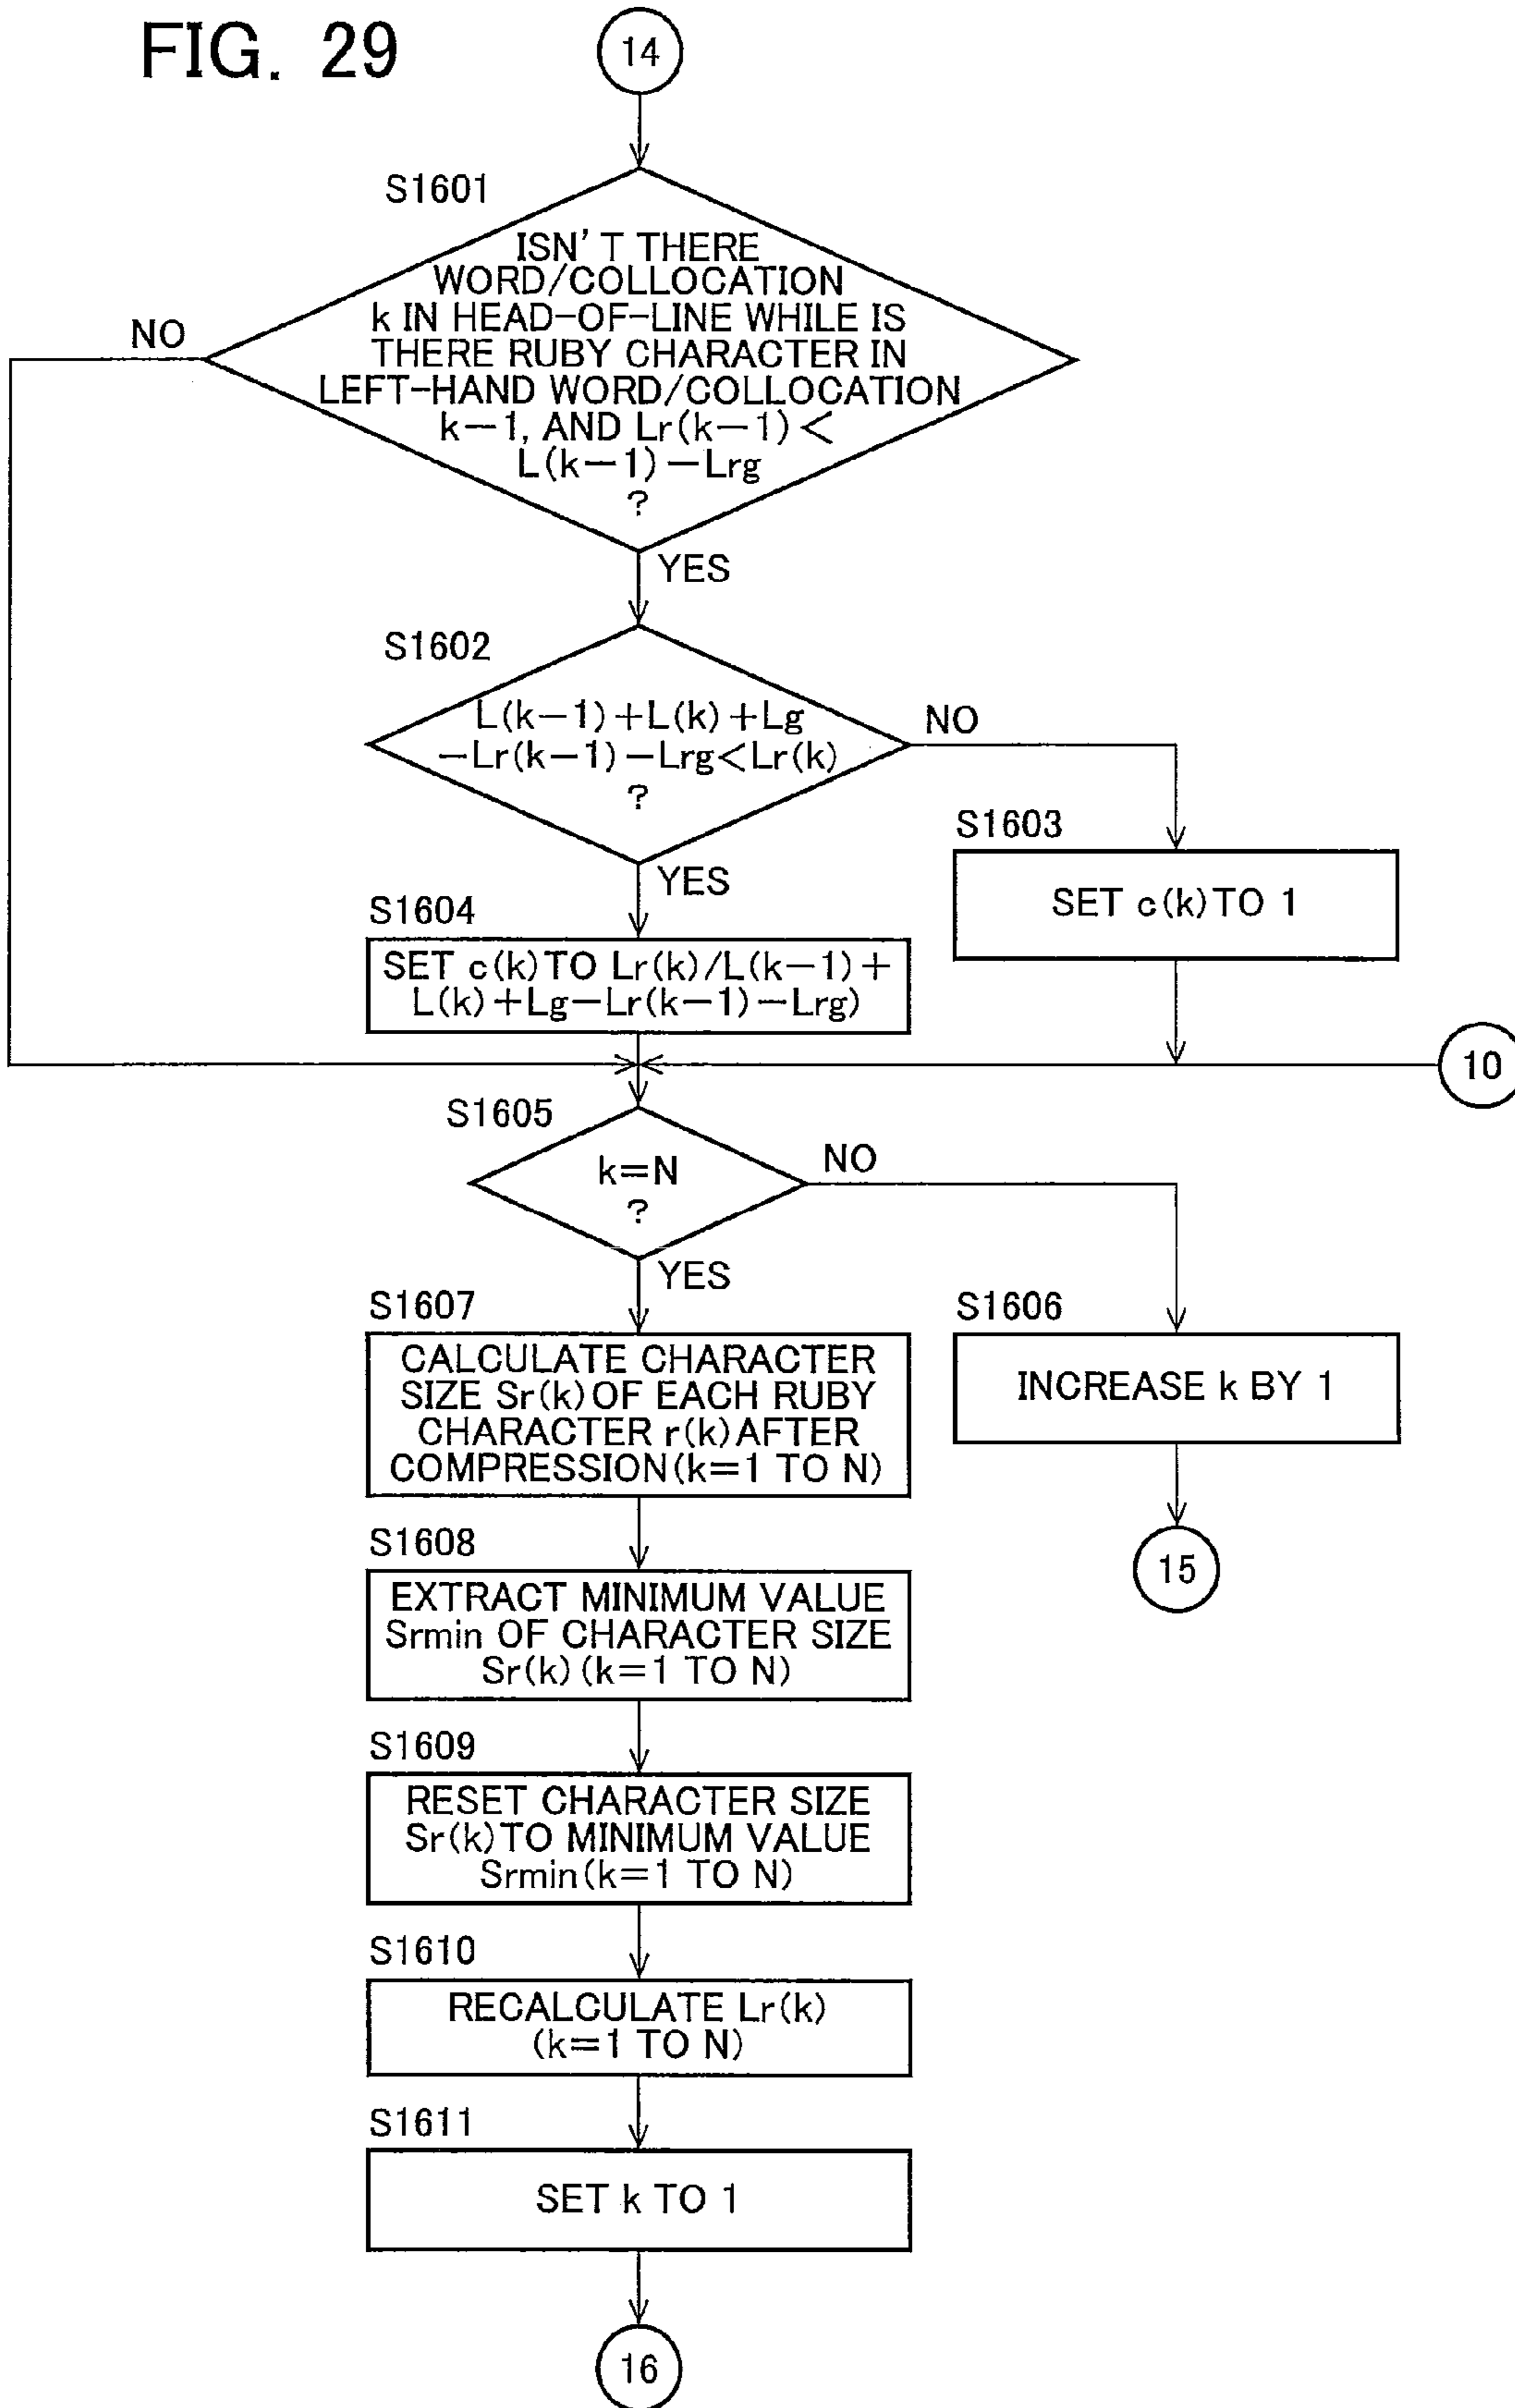 FIG. 29
14
S1601
ISN'T THERE
WORD/COLLOCATION
k IN HEAD-OF-LINE WHILE IS
THERE RUBY CHARACTER IN
LEFT-HAND WORD/COLLOCATION
k-1, AND Lr(k-1)<
L(k-1)-Lrg
?
NO
YES
S1602
L(k-1)+L(k)+Lg
-Lr(k-1)-Lrg<Lr(k)
?
NO
YES
S1603
SET c(k) TO 1
S1604
SET c(k) TO Lr(k)/L(k-1)+
L(k)+Lg-Lr(k-1)-Lrg)
10
S1605
k=N
?
NO
YES
S1606
INCREASE k BY 1
15
S1607
CALCULATE CHARACTER
SIZE Sr(k) OF EACH RUBY
CHARACTER r(k) AFTER
COMPRESSION(k=1 TO N)
S1608
EXTRACT MINIMUM VALUE
Srmin OF CHARACTER SIZE
Sr(k) (k=1 TO N)
S1609
RESET CHARACTER SIZE
Sr(k) TO MINIMUM VALUE
Srmin(k=1 TO N)
S1610
RECALCULATE Lr(k)
(k=1 TO N)
S1611
SET k TO 1
16